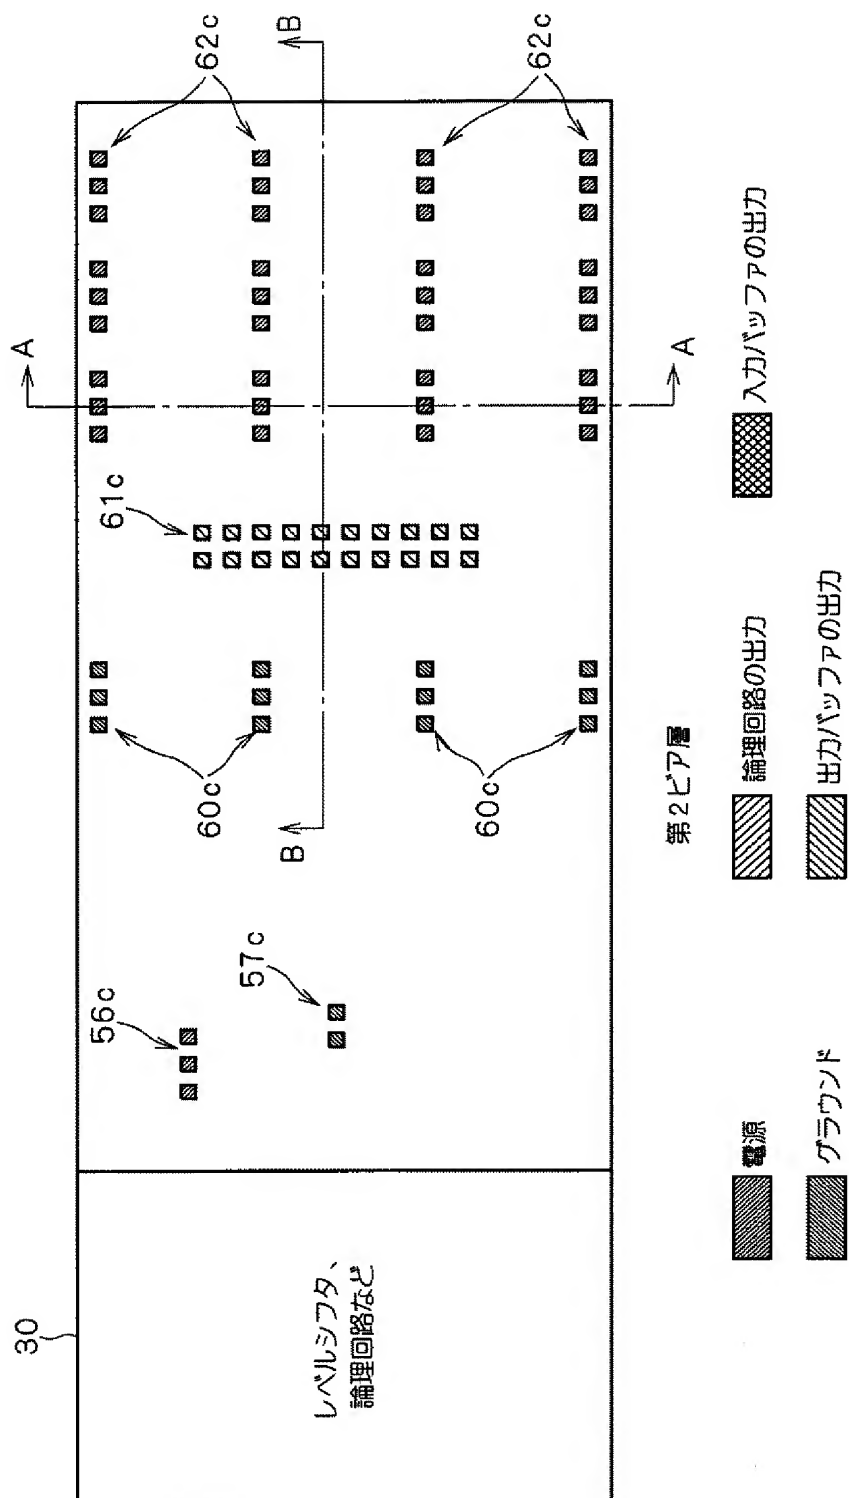 30
レベルシフタ、
論理回路など
56c
57c
60c
60c
61c
62c
62c
A
A
B
B
第2ビア層
電源
論理回路の出力
入力バッファの出力
グラウンド
出力バッファの出力